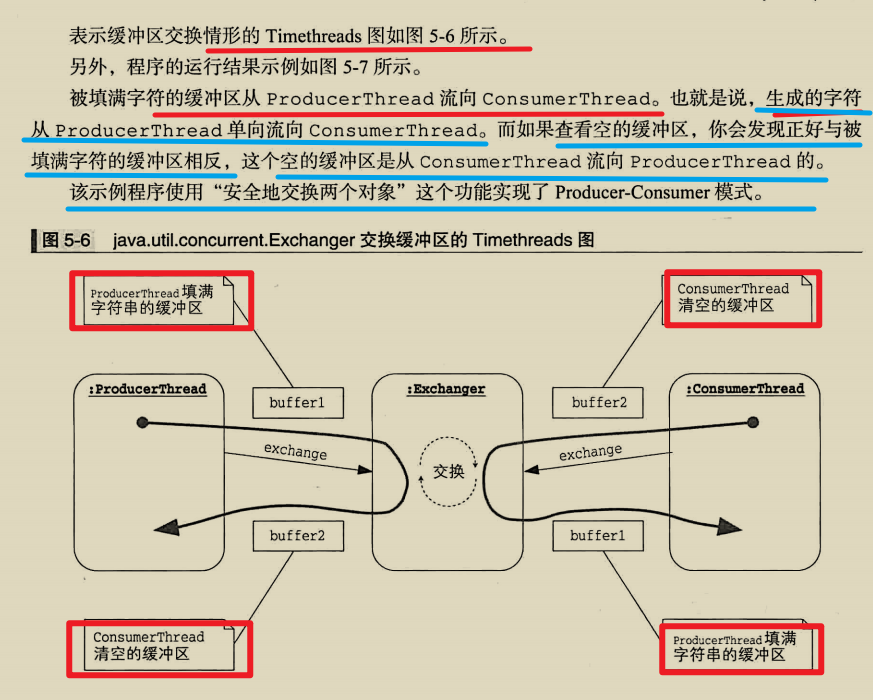 表示缓冲区交换情形的 Timethreads 图如图 5-6 所示。
另外，程序的运行结果示例如图 5-7 所示。
被填满字符的缓冲区从 ProducerThread 流向 ConsumerThread。也就是说，生成的字符
从 ProducerThread 单向流向 ConsumerThread。而如果查看空的缓冲区，你会发现正好与被
填满字符的缓冲区相反，这个空的缓冲区是从 ConsumerThread 流向 ProducerThread 的。
该示例程序使用“安全地交换两个对象”这个功能实现了 Producer-Consumer 模式。
图 5-6 java.util.concurrent.Exchanger 交换缓冲区的 Timethreads 图
ProducerThread 填满
字符串的缓冲区
ConsumerThread
清空的缓冲区
:ProducerThread
buffer1
:Exchanger
buffer2
:ConsumerThread
exchange
交换
exchange
buffer2
buffer1
ConsumerThread
清空的缓冲区
ProducerThread 填满
字符串的缓冲区